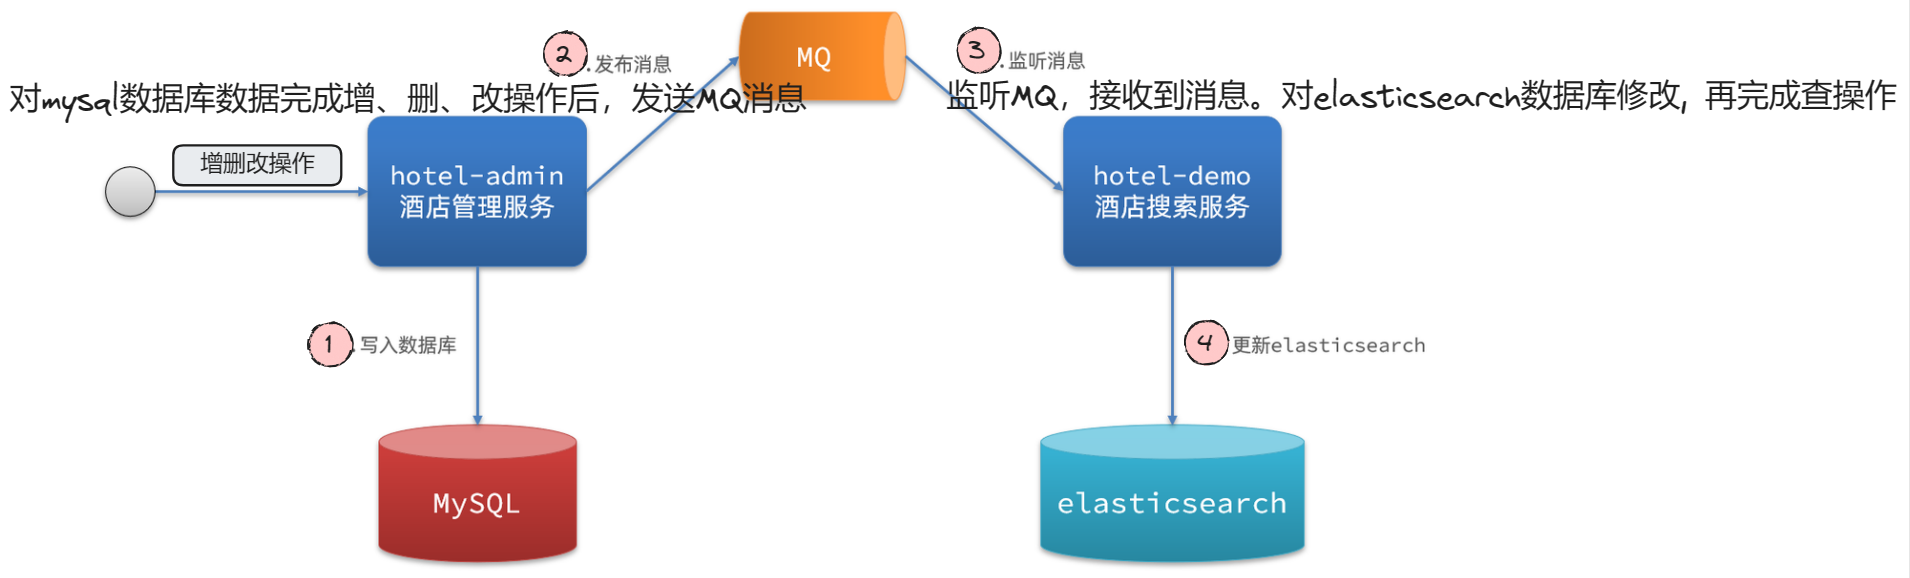 MQ
2
.发布消息
3
.监听消息
对mysql数据库数据完成增、删、改操作后，发送MQ消息
监听MQ，接收到消息。对elasticsearch数据库修改，再完成查操作
增删改操作
hotel-admin
酒店管理服务
hotel-demo
酒店搜索服务
1
.写入数据库
4
更新elasticsearch
MySQL
elasticsearch